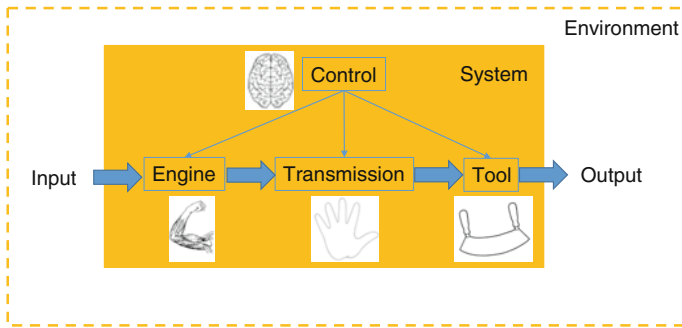 Environment
Control
System
Input
Engine
Transmission
Tool
Output